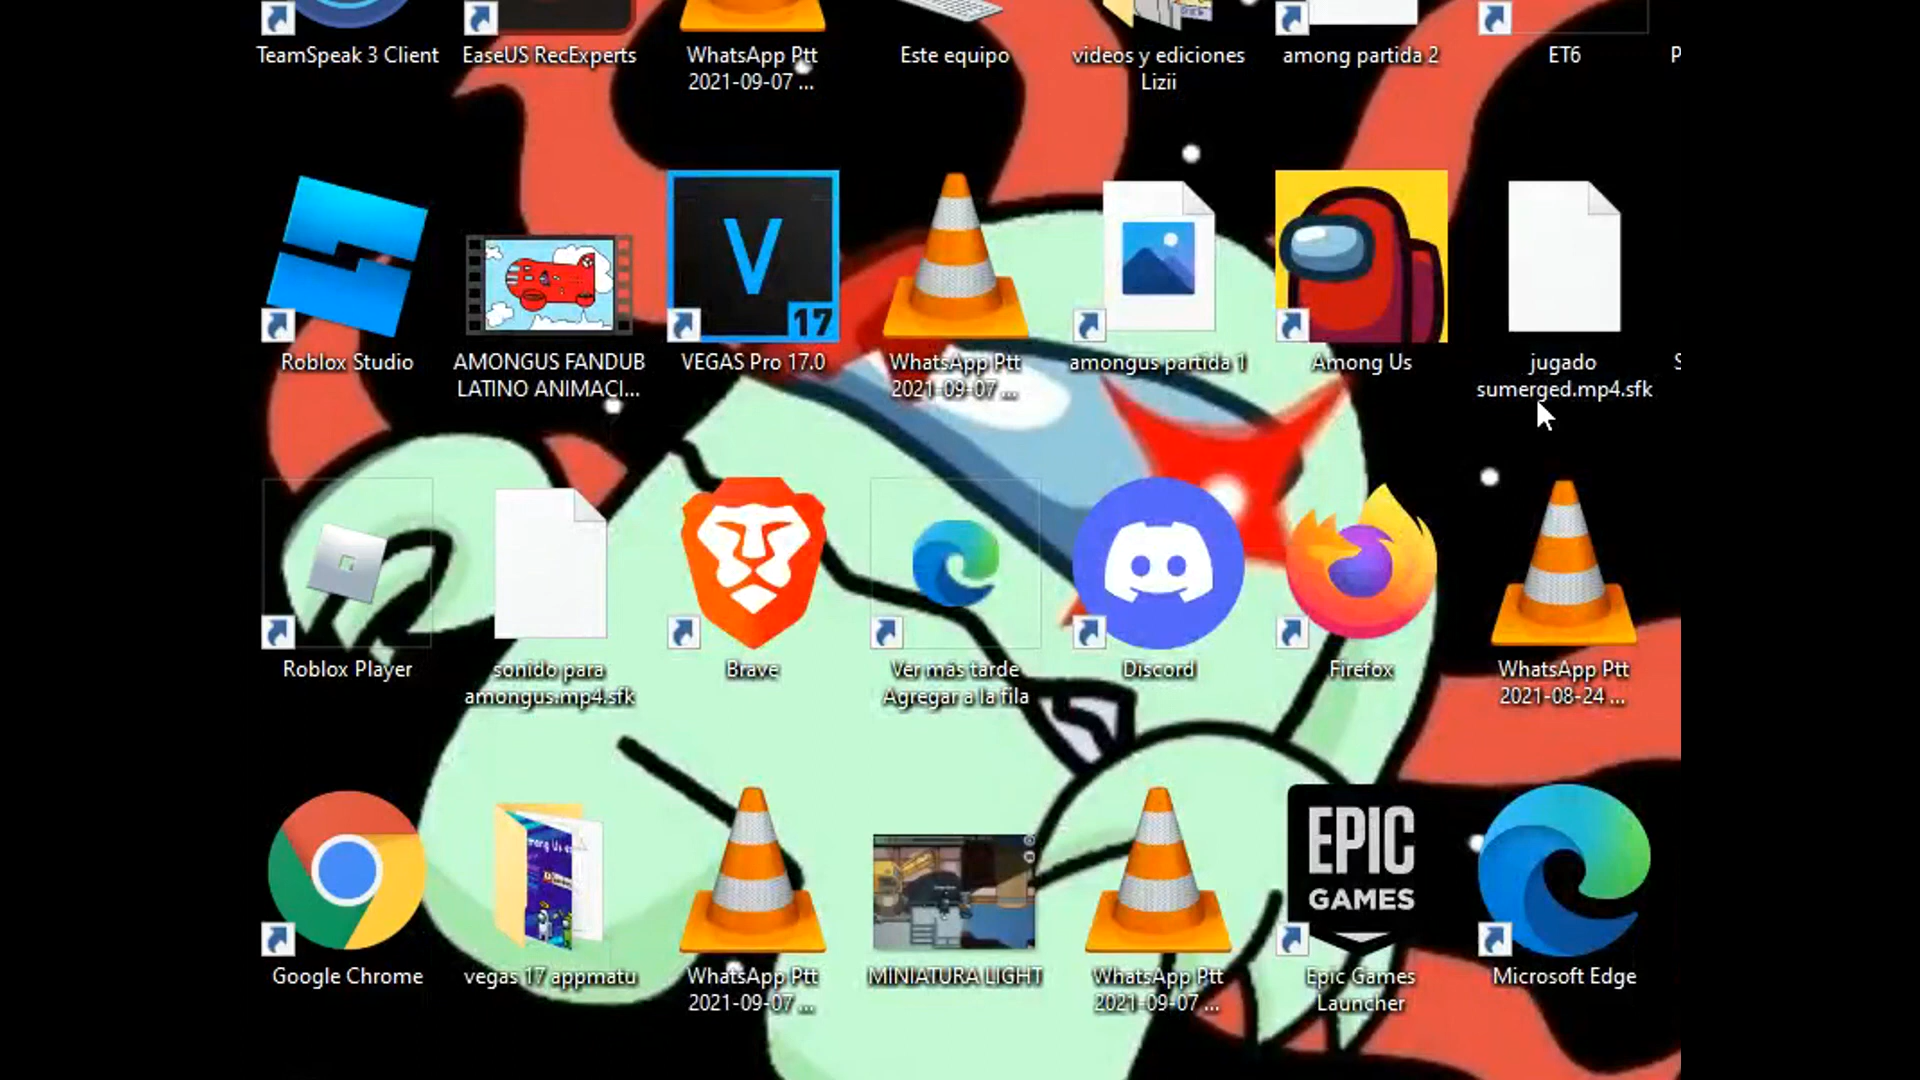 TeamSpeak 3 Client
EaseUS RecExperts
WhatsApp Ptt
2021-09-07 ...
Este equipo
videos y ediciones
Lizii
among partida 2
ET6
P
Roblox Studio
AMONGUS FANDUB
LATINO ANIMACI...
V
17
VEGAS Pro 17.0
WhatsApp Ptt
2021-09-07 ...
amongus partida 1
Among Us
jugado
sumerged.mp4.sfk
Roblox Player
sonido para
amongus.mp4.sfk
Brave
Ver más tarde
Agregar a la fila
Discord
Firefox
WhatsApp Ptt
2021-08-24 ...
Google Chrome
vegas 17 appmatu
WhatsApp Ptt
2021-09-07 ...
MINIATURA LIGHT
WhatsApp Ptt
2021-09-07 ...
EPIC
GAMES
Epic Games
Launcher
Microsoft Edge